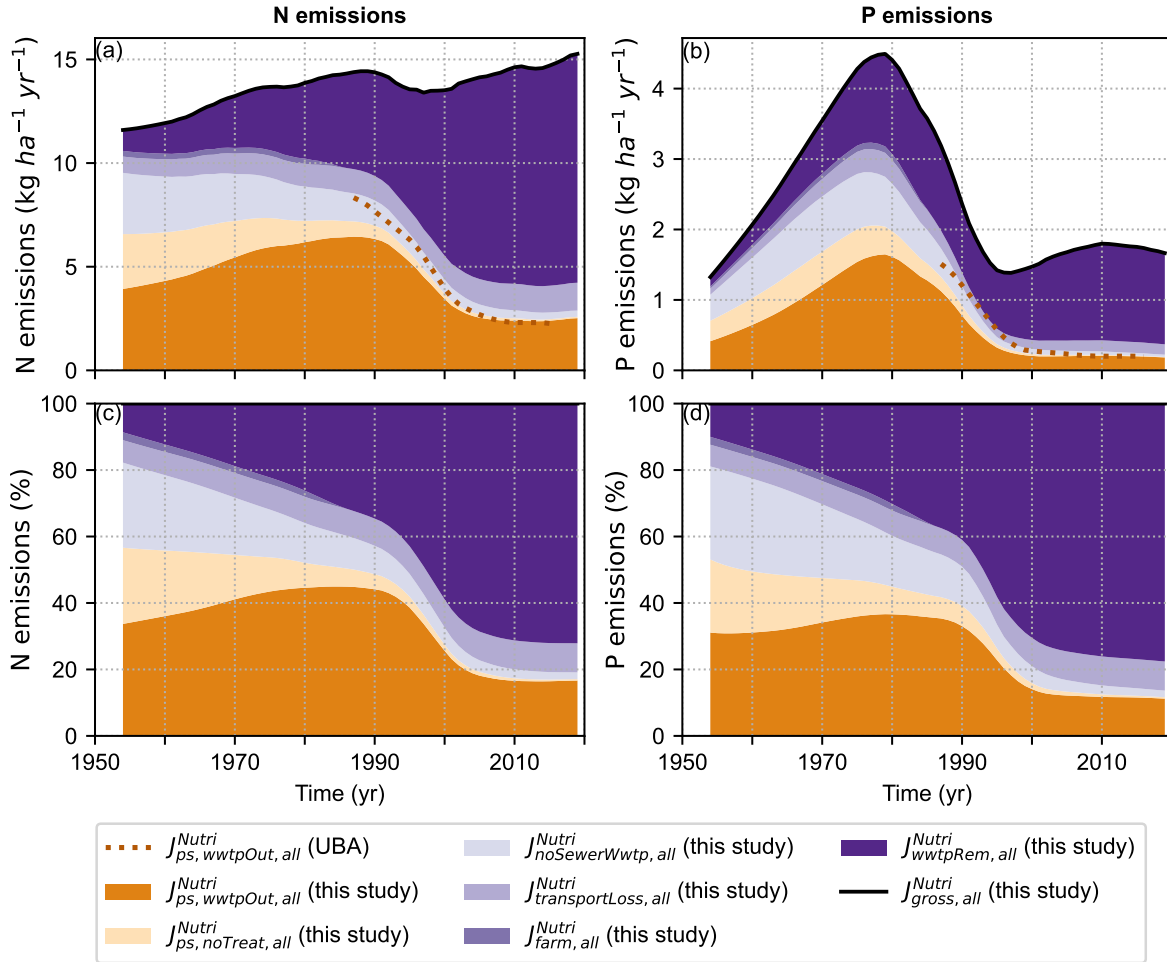 N emissions
P emissions
(a)
(b)
N emissions (kg ha⁻¹ yr⁻¹)
15
10
5
0
P emissions (kg ha⁻¹ yr⁻¹)
4
3
2
1
0
(c)
(d)
N emissions (%)
100
80
60
40
20
0
P emissions (%)
100
80
60
40
20
0
1950 1970 1990 2010
1950 1970 1990 2010
Time (yr)
Time (yr)
J^{Nutri}_{ps,wwtpOut,all} (UBA)
J^{Nutri}_{ps,wwtpOut,all} (this study)
J^{Nutri}_{ps,noTreat,all} (this study)
J^{Nutri}_{noSewerWwtp,all} (this study)
J^{Nutri}_{transportLoss,all} (this study)
J^{Nutri}_{farm,all} (this study)
J^{Nutri}_{wwtpRem,all} (this study)
J^{Nutri}_{gross,all} (this study)